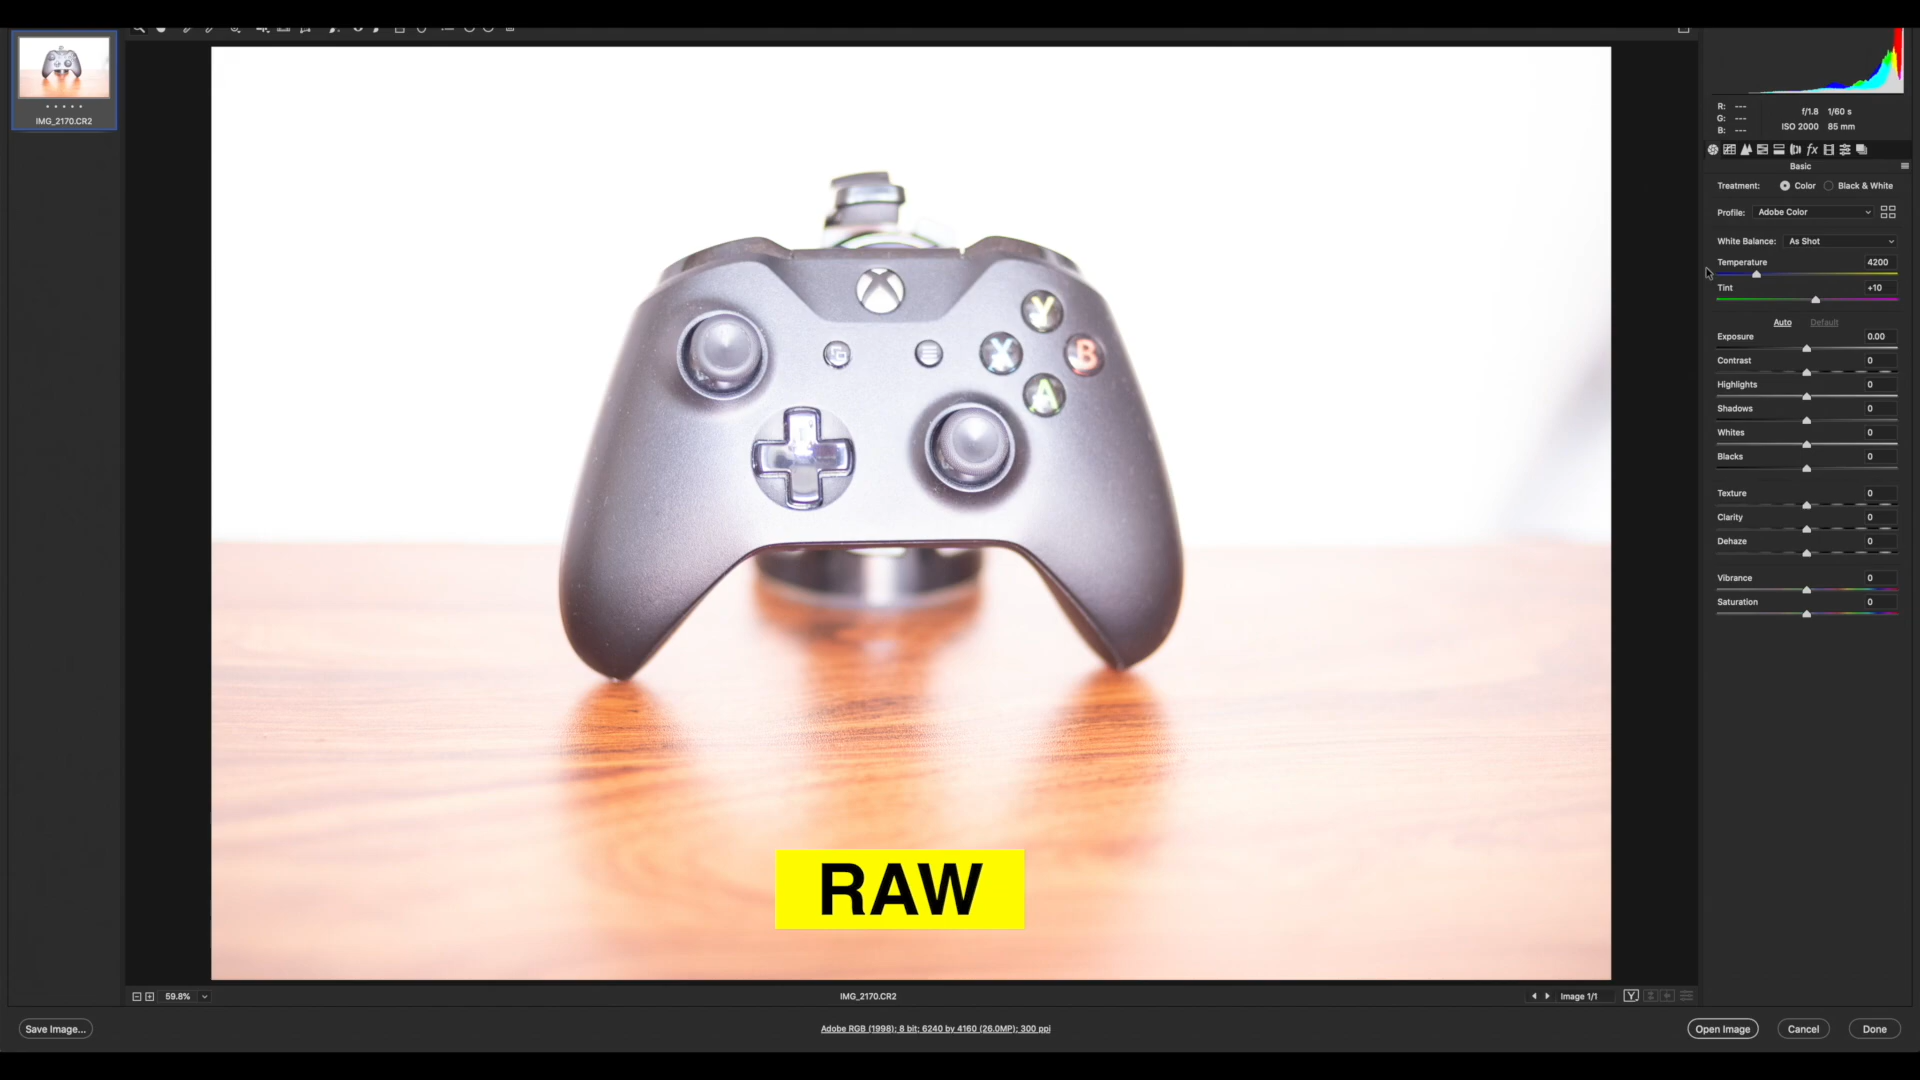 IMG_2170.CR2
R: ---
G: ---
B: ---
f/1.8 1/60 s
ISO 2000 85 mm
Basic
Treatment: Color Black & White
Profile: Adobe Color
White Balance: As Shot
Temperature 4200
Tint +10
Auto Default
Exposure 0.00
Contrast 0
Highlights 0
Shadows 0
Whites 0
Blacks 0
Texture 0
Clarity 0
Dehaze 0
Vibrance 0
Saturation 0
Y
X B
A
RAW
59.8% IMG_2170.CR2 Image 1/1 Y
Save Image... Adobe RGB (1998); 8 bit; 6240 by 4160 (26.0MP); 300 ppi Open Image Cancel Done